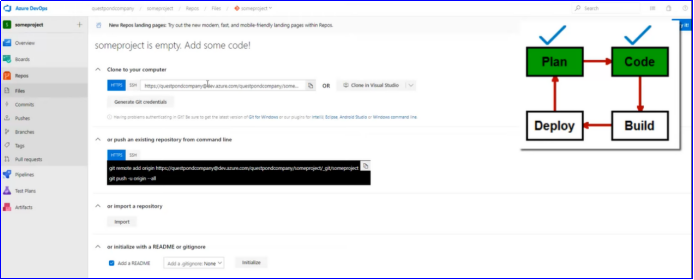 Azure DevOps
questpondcompany / someproject / Repos / Files / someproject
Search
someproject
New Repos landing pages: Try out the new modern, fast, and mobile-friendly landing pages within Repos.
Overview
Boards
Repos
Files
Commits
Pushes
Branches
Tags
Pull requests
Pipelines
Test Plans
Artifacts
someproject is empty. Add some code!
Clone to your computer
HTTPS SSH https://questpondcompany@dev.azure.com/questpondcompany/some... OR Clone in Visual Studio
Generate Git credentials
Having problems authenticating in Git? Be sure to get the latest version of Git for Windows or our plugins for IntelliJ, Eclipse, Android Studio or Windows command line.
or push an existing repository from command line
HTTPS SSH
git remote add origin https://questpondcompany@dev.azure.com/questpondcompany/someproject/_git/someproject
git push -u origin --all
or import a repository
Import
or initialize with a README or gitignore
Add a README
Add a .gitignore: None
Initialize
Plan
Code
Deploy
Build